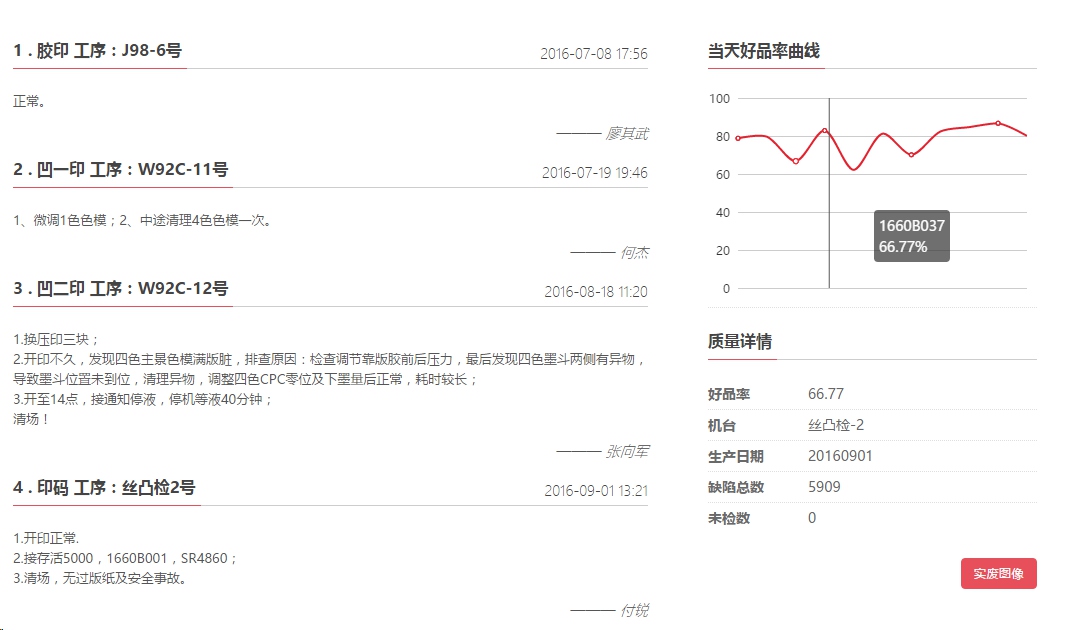 1 . 胶印 工序：J98-6号
2016-07-08 17:56
正常。
——— 廖其武
2 . 凹一印 工序：W92C-11号
2016-07-19 19:46
1、微调1色色模；2、中途清理4色色模一次。
——— 何杰
3 . 凹二印 工序：W92C-12号
2016-08-18 11:20
1.换压印三块；
2.开印不久，发现四色主景色模满版脏，排查原因：检查调节靠版胶前后压力，最后发现四色墨斗两侧有异物，
导致墨斗位置未到位，清理异物，调整四色CPC零位及下墨量后正常，耗时较长；
3.开至14点，接通知停液，停机等液40分钟；
清场！
——— 张向军
4 . 印码 工序：丝凸检2号
2016-09-01 13:21
1.开印正常.
2.接存活5000，1660B001，SR4860；
3.清场，无过版纸及安全事故。
——— 付锐
当天好品率曲线
100
80
60
40
20
0
1660B037
66.77%
质量详情
好品率 66.77
机台 丝凸检-2
生产日期 20160901
缺陷总数 5909
未检数 0
实废图像